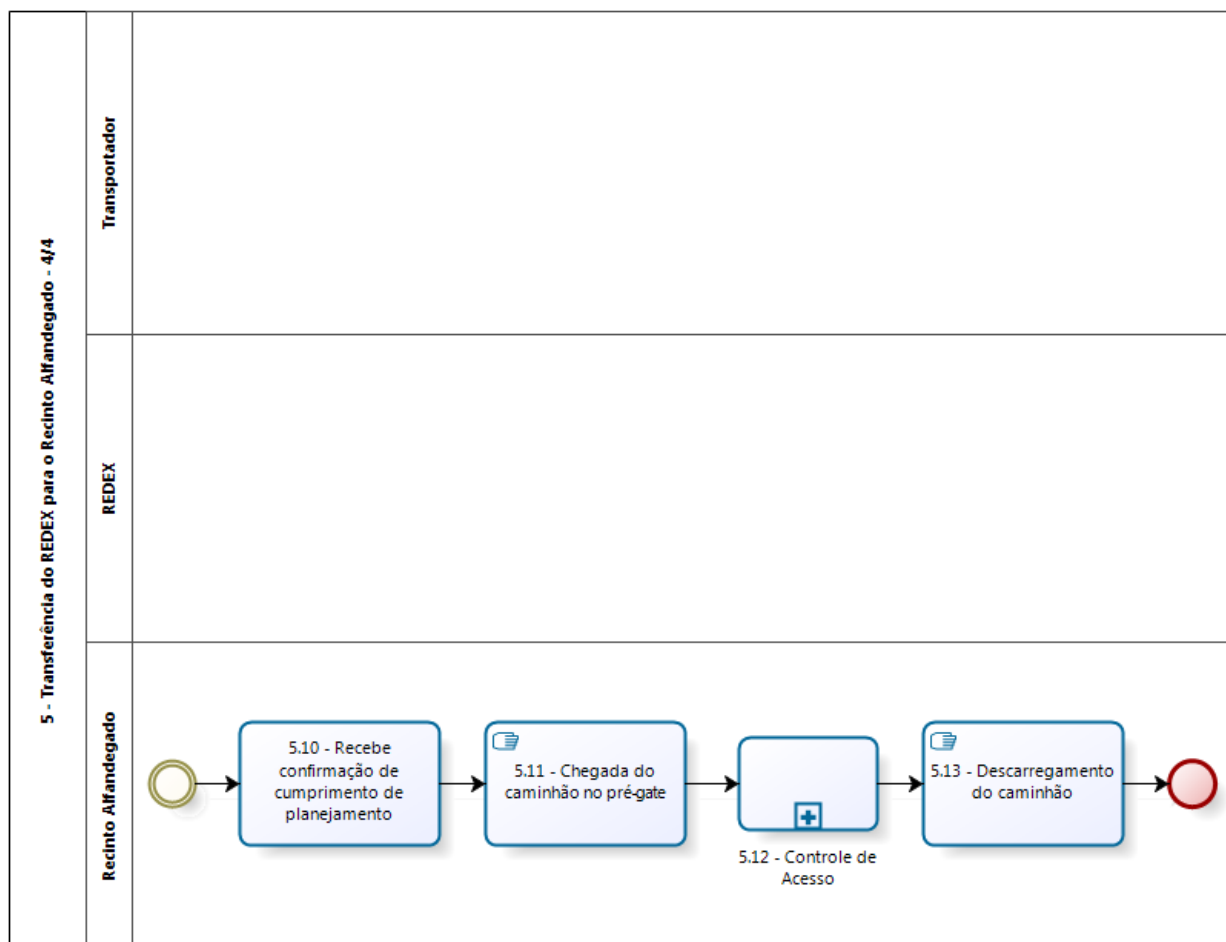 5 - Transferência do REDEX para o Recinto Alfandegado - 4/4
Transportador
REDEX
Recinto Alfandegado
5.10 - Recebe
confirmação de
cumprimento de
planejamento
5.11 - Chegada do
caminhão no pré-gate
5.12 - Controle de
Acesso
5.13 - Descarregamento
do caminhão